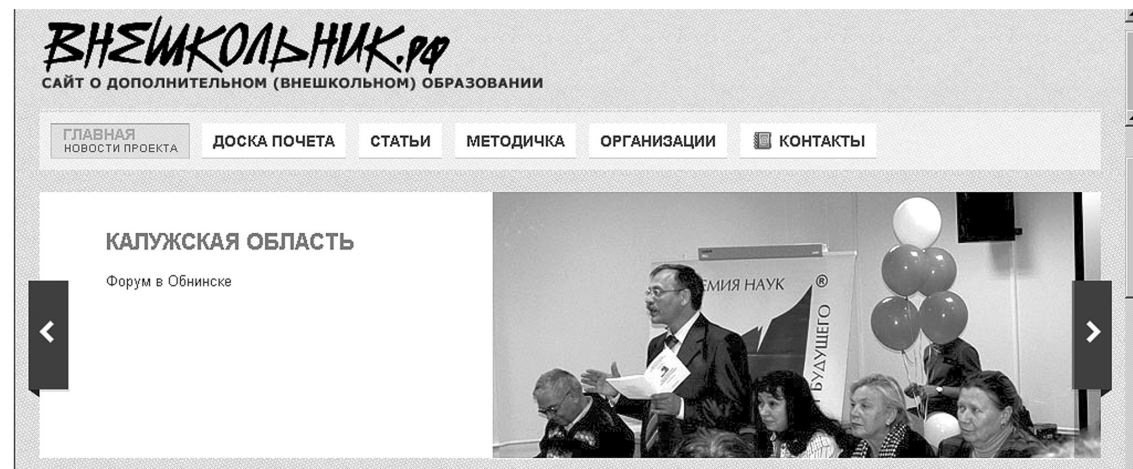 ВНЕШКОЛЬНИК.РФ
САЙТ О ДОПОЛНИТЕЛЬНОМ (ВНЕШКОЛЬНОМ) ОБРАЗОВАНИИ
ГЛАВНАЯ
НОВОСТИ ПРОЕКТА
ДОСКА ПОЧЕТА
СТАТЬИ
МЕТОДИЧКА
ОРГАНИЗАЦИИ
КОНТАКТЫ
КАЛУЖСКАЯ ОБЛАСТЬ
Форум в Обнинске
НАУК
®
БУДУЩЕГО